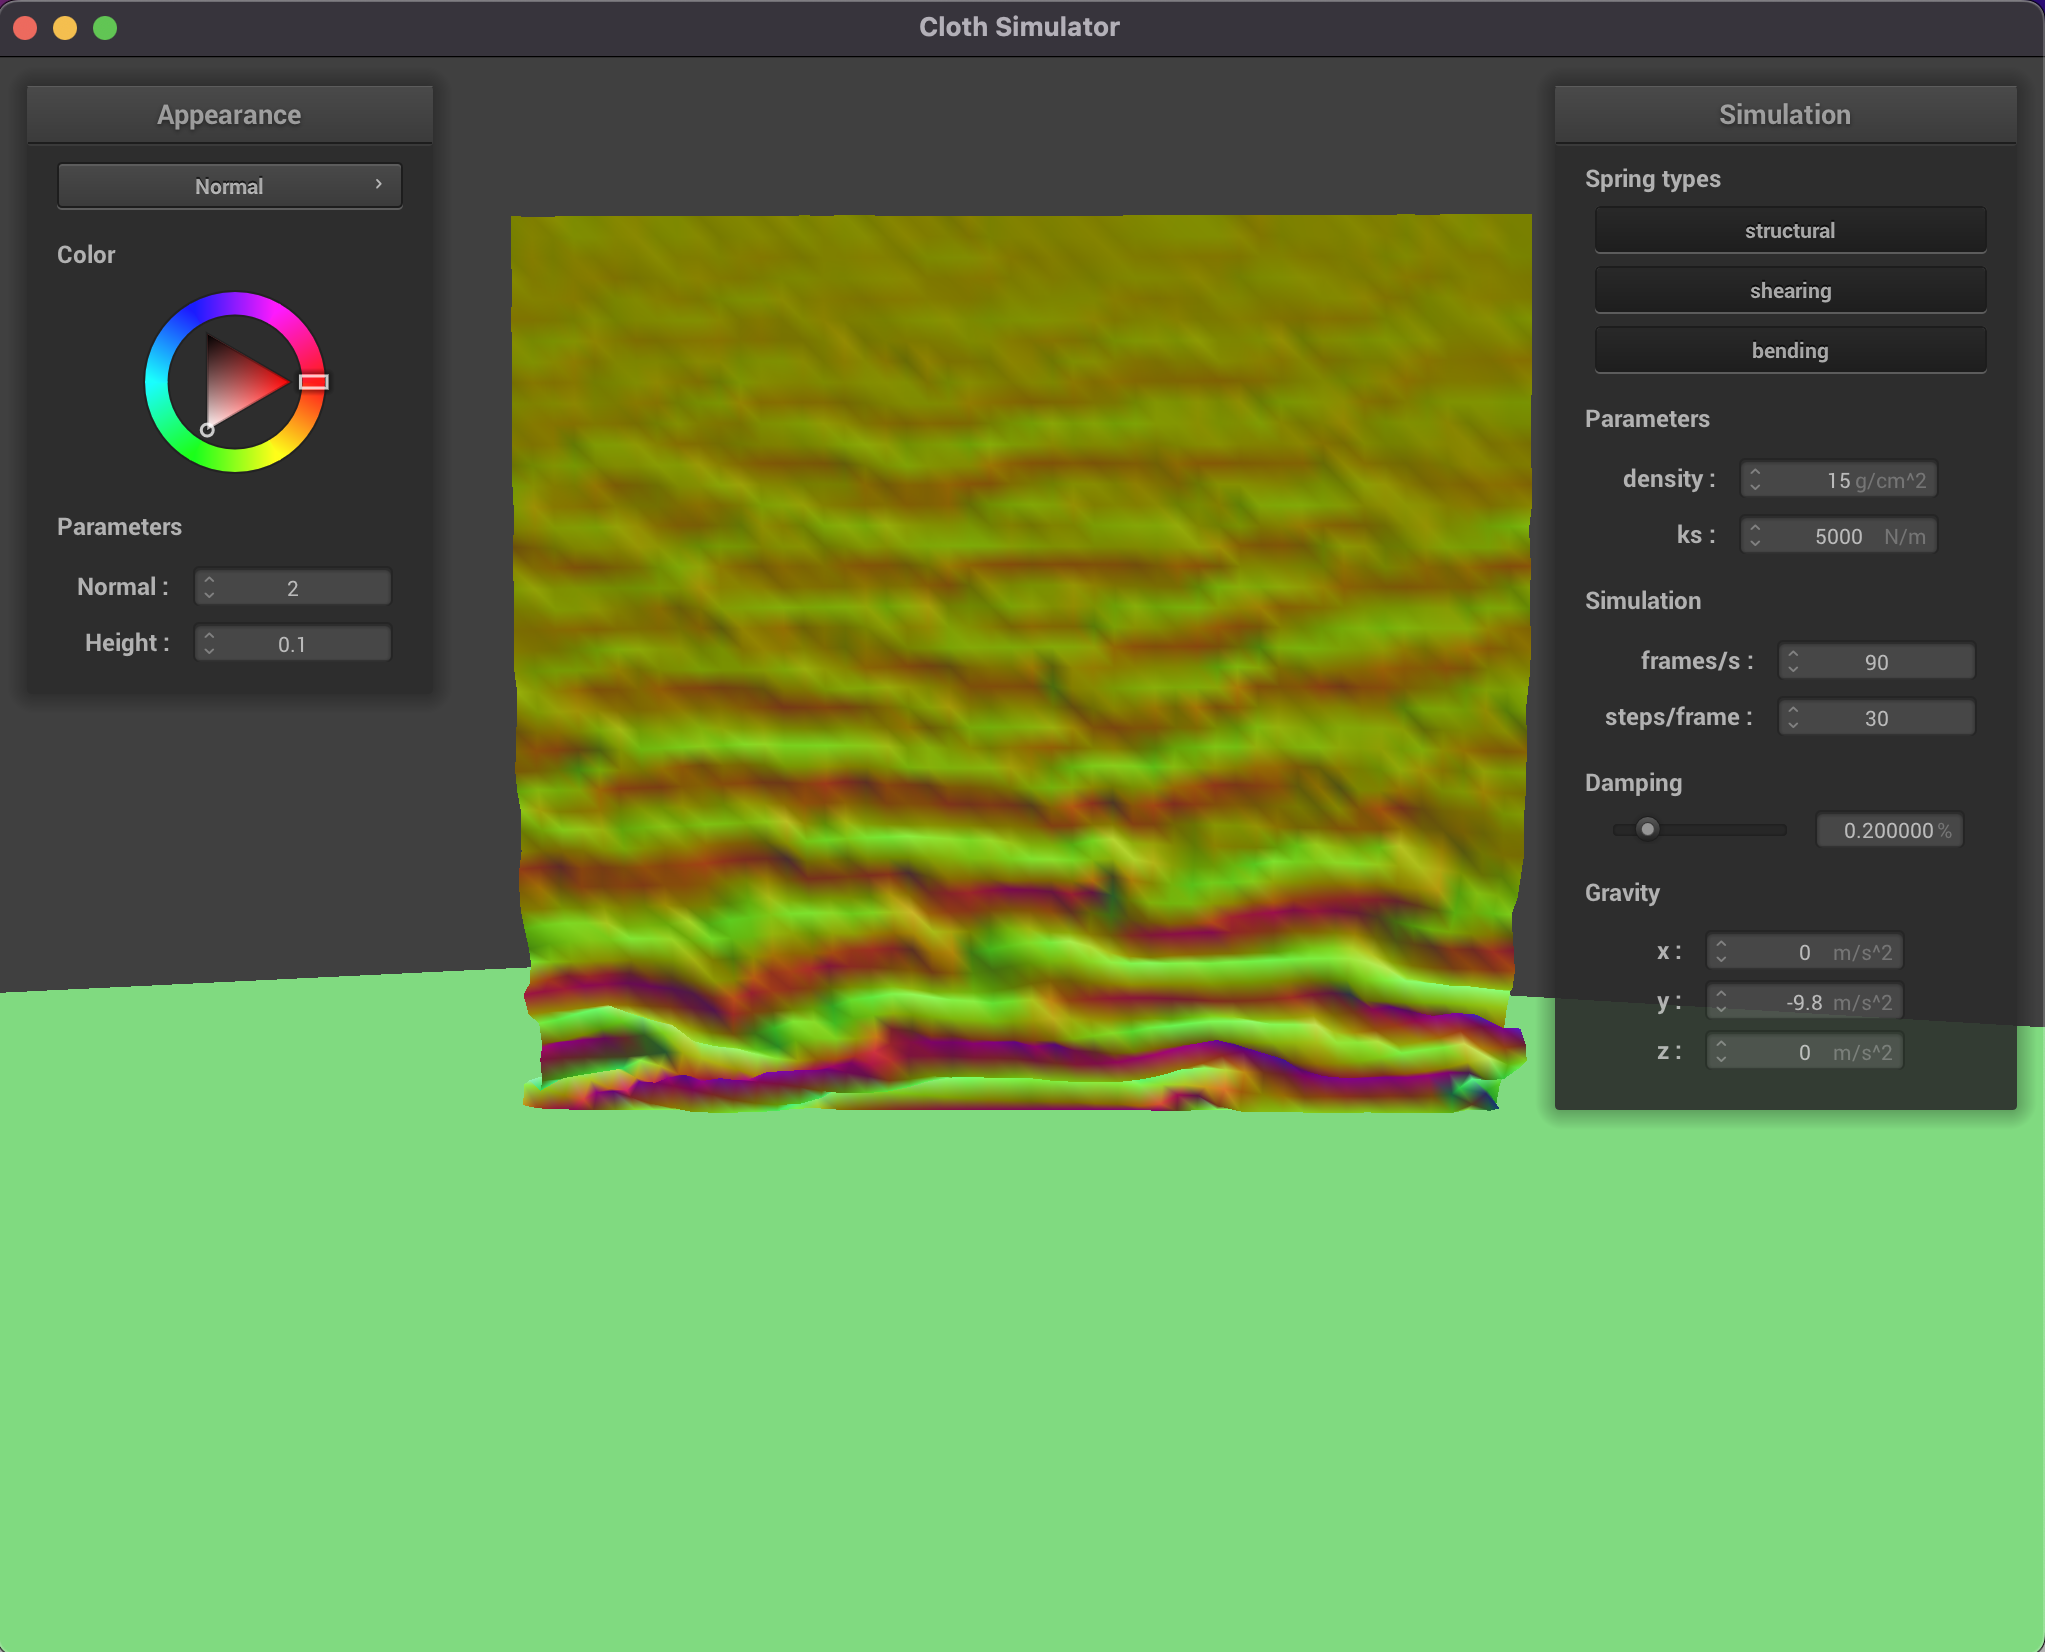 Cloth Simulator
Appearance
Normal
Color
Parameters
Normal : 2
Height : 0.1
Simulation
Spring types
structural
shearing
bending
Parameters
density : 15 g/cm^2
ks : 5000 N/m
Simulation
frames/s : 90
steps/frame : 30
Damping
0.200000 %
Gravity
x : 0 m/s^2
y : -9.8 m/s^2
z : 0 m/s^2